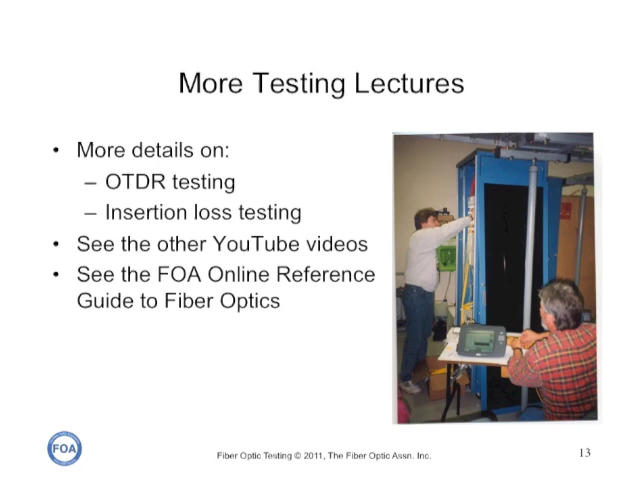 More Testing Lectures
• More details on:
– OTDR testing
– Insertion loss testing
• See the other YouTube videos
• See the FOA Online Reference
Guide to Fiber Optics
FOA
Fiber Optic Testing © 2011, The Fiber Optic Assn. Inc.
13